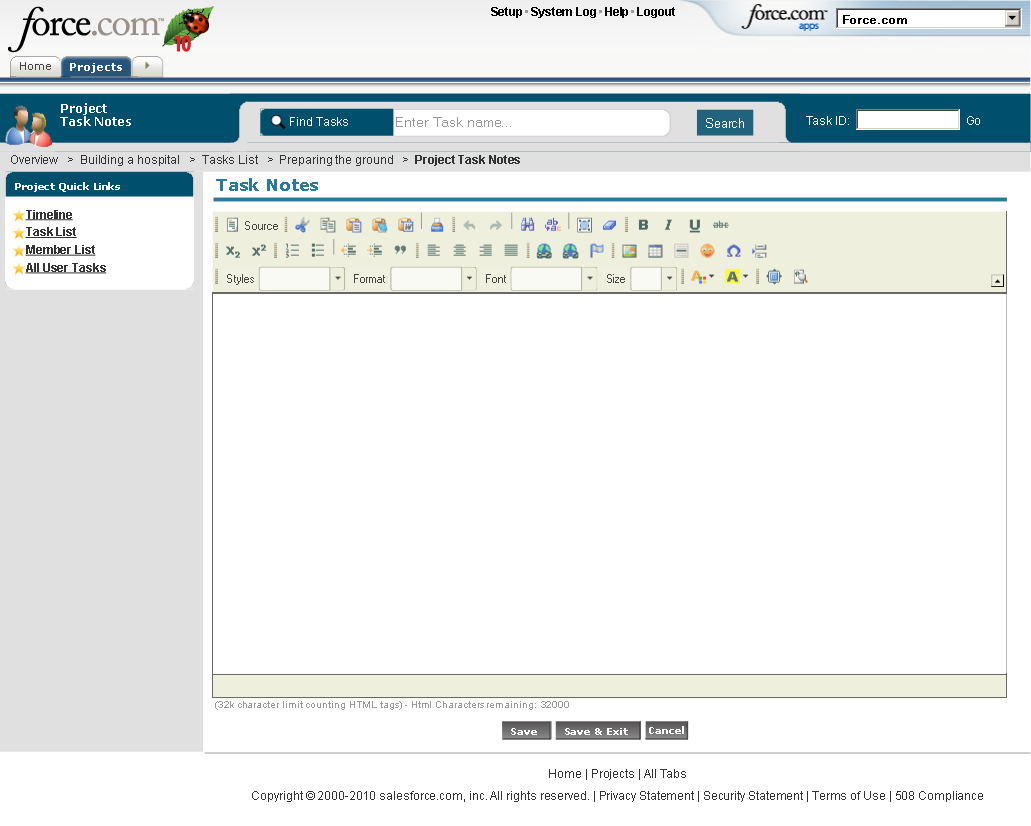 force.com
10
Setup • System Log • Help • Logout
force.com
apps
Force.com
Home
Projects
Project
Task Notes
Find Tasks
Enter Task name...
Search
Task ID:
Go
Overview > Building a hospital > Tasks List > Preparing the ground > Project Task Notes
Project Quick Links
Timeline
Task List
Member List
All User Tasks
Task Notes
Source
B I U abc
X2 X2
Styles Format Font Size A A
(32k character limit counting HTML tags) - Html Characters remaining: 32000
Save Save & Exit Cancel
Home | Projects | All Tabs
Copyright © 2000-2010 salesforce.com, inc. All rights reserved. | Privacy Statement | Security Statement | Terms of Use | 508 Compliance